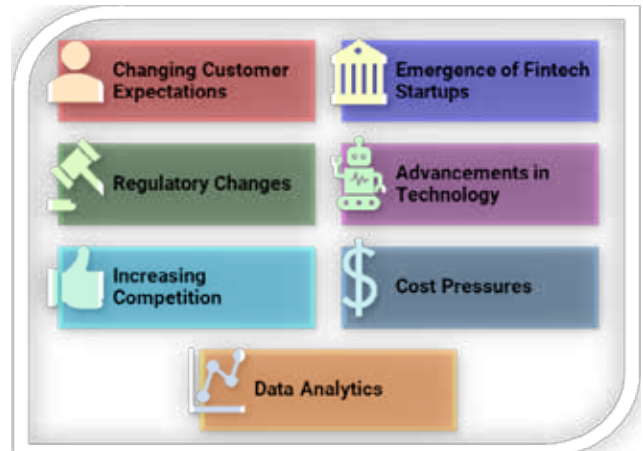 Changing Customer
Expectations
Emergence of Fintech
Startups
Regulatory Changes
Advancements in
Technology
Increasing
Competition
Cost Pressures
Data Analytics